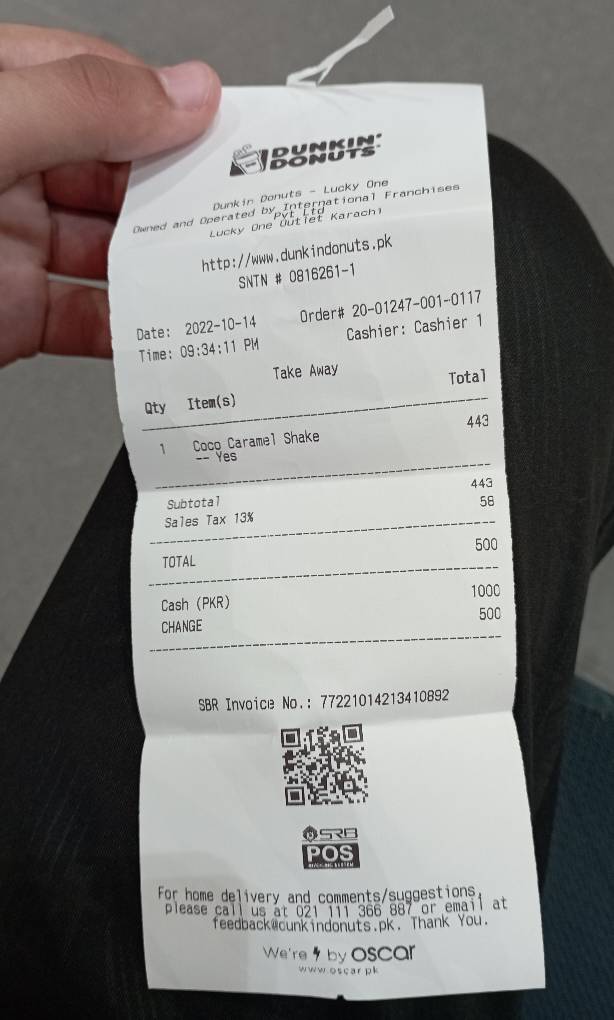 DUNKIN'
DONUTS
Dunkin Donuts - Lucky One
Owned and Operated by International Franchises
Pvt Ltd
Lucky One Outlet Karachi
http://www.dunkindonuts.pk
SNTN # 0816261-1
Date: 2022-10-14 Order# 20-01247-001-0117
Time: 09:34:11 PM Cashier: Cashier 1
Take Away
Qty Item(s) Total
1 Coco Caramel Shake 443
-- Yes
Subtotal 443
Sales Tax 13% 58
TOTAL 500
Cash (PKR) 1000
CHANGE 500
SBR Invoice No.: 77221014213410892
SRB
POS
For home delivery and comments/suggestions,
please call us at 021 111 366 887 or email at
feedback@dunkindonuts.pk. Thank You.
We're by oscar
www.oscar.pk